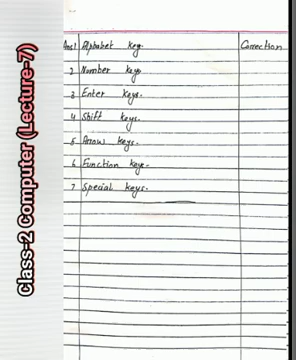 Class-2 Computer (Lecture-7)
Ans1 Alphabet key. Correction
2 Number keys
3 Enter keys.
4 Shift keys.
5 Arrow keys.
6 Function keys.
7 Special keys.